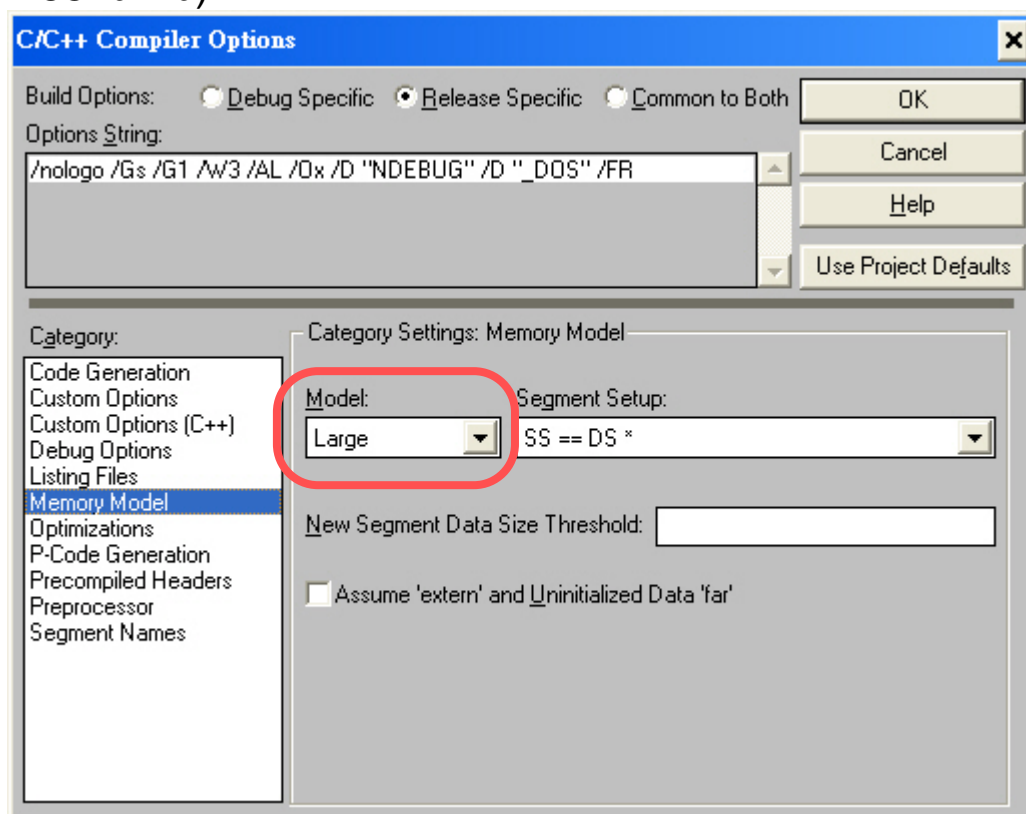 C/C++ Compiler Options
Build Options: Debug Specific Release Specific Common to Both
OK
Options String:
Cancel
/nologo /Gs /G1 /W3 /AL /Ox /D "NDEBUG" /D "_DOS" /FR
Help
Use Project Defaults
Category:
Category Settings: Memory Model
Code Generation
Custom Options
Custom Options (C++)
Debug Options
Listing Files
Memory Model
Optimizations
P-Code Generation
Precompiled Headers
Preprocessor
Segment Names
Model: Segment Setup:
Large SS == DS *
New Segment Data Size Threshold:
Assume 'extern' and Uninitialized Data 'far'